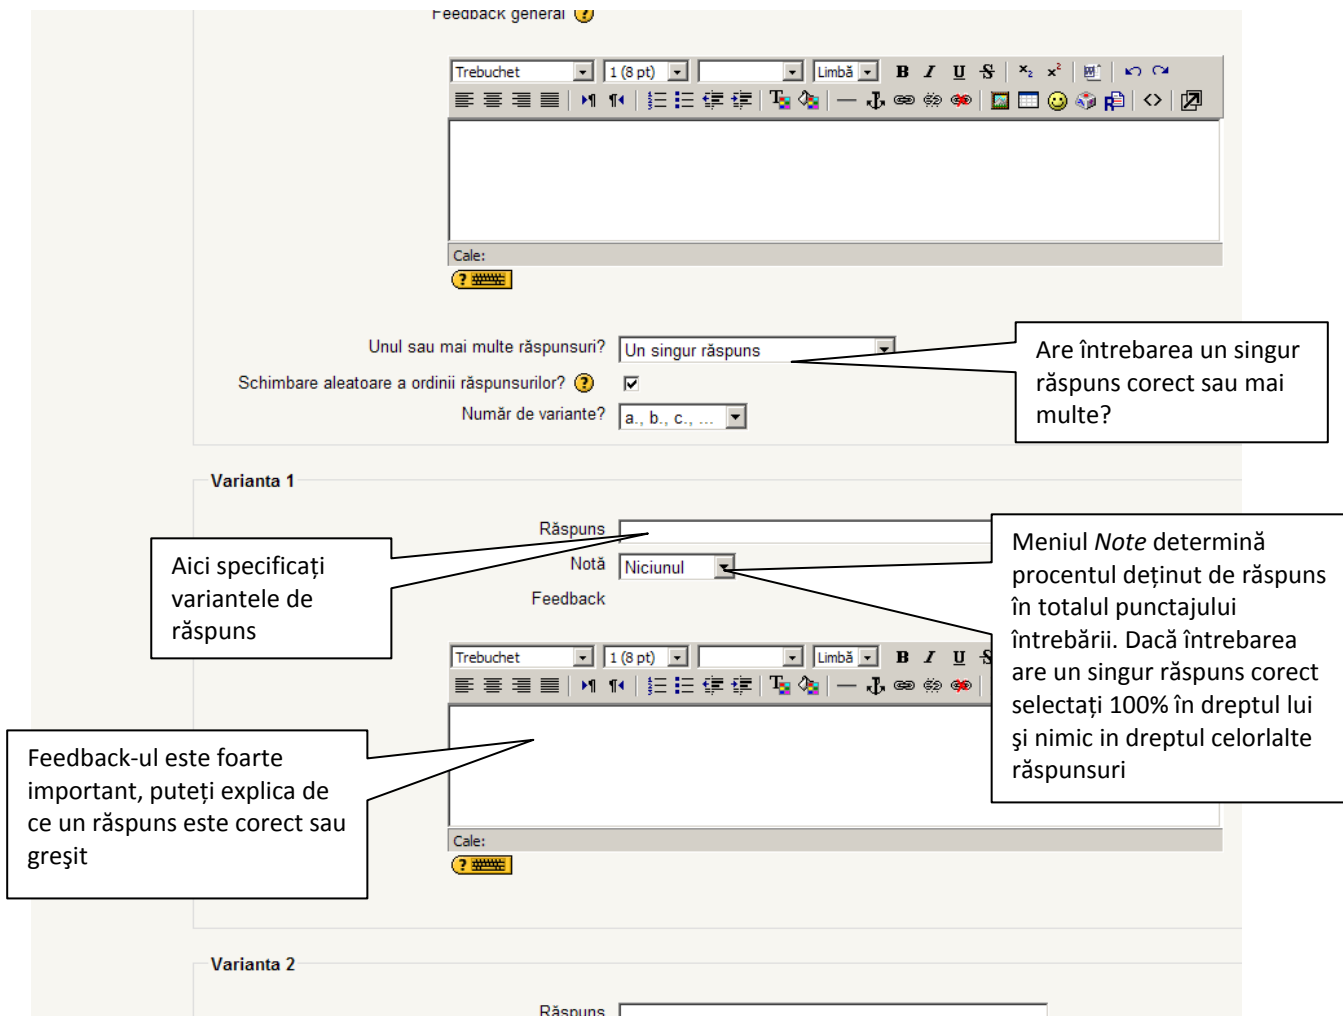 Feedback general
Trebuchet 1 (8 pt) Limbă B I U S x₂ x²
Cale:
?
Unul sau mai multe răspunsuri? Un singur răspuns
Schimbare aleatoare a ordinii răspunsurilor? ?
Număr de variante? a., b., c., ...
Are întrebarea un singur
răspuns corect sau mai
multe?
Varianta 1
Răspuns
Notă Niciunul
Feedback
Aici specificați
variantele de
răspuns
Meniul Note determină
procentul deținut de răspuns
în totalul punctajului
întrebării. Dacă întrebarea
are un singur răspuns corect
selectați 100% în dreptul lui
şi nimic in dreptul celorlalte
răspunsuri
Trebuchet 1 (8 pt) Limbă B I U S
Feedback-ul este foarte
important, puteți explica de
ce un răspuns este corect sau
greşit
Cale:
?
Varianta 2
Răspuns